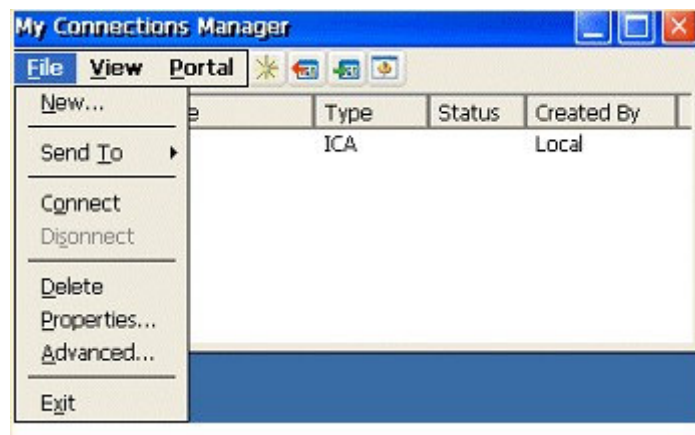 My Connections Manager
File View Portal
New...
e Type Status Created By
Send To
ICA Local
Connect
Disonnect
Delete
Properties...
Advanced...
Exit